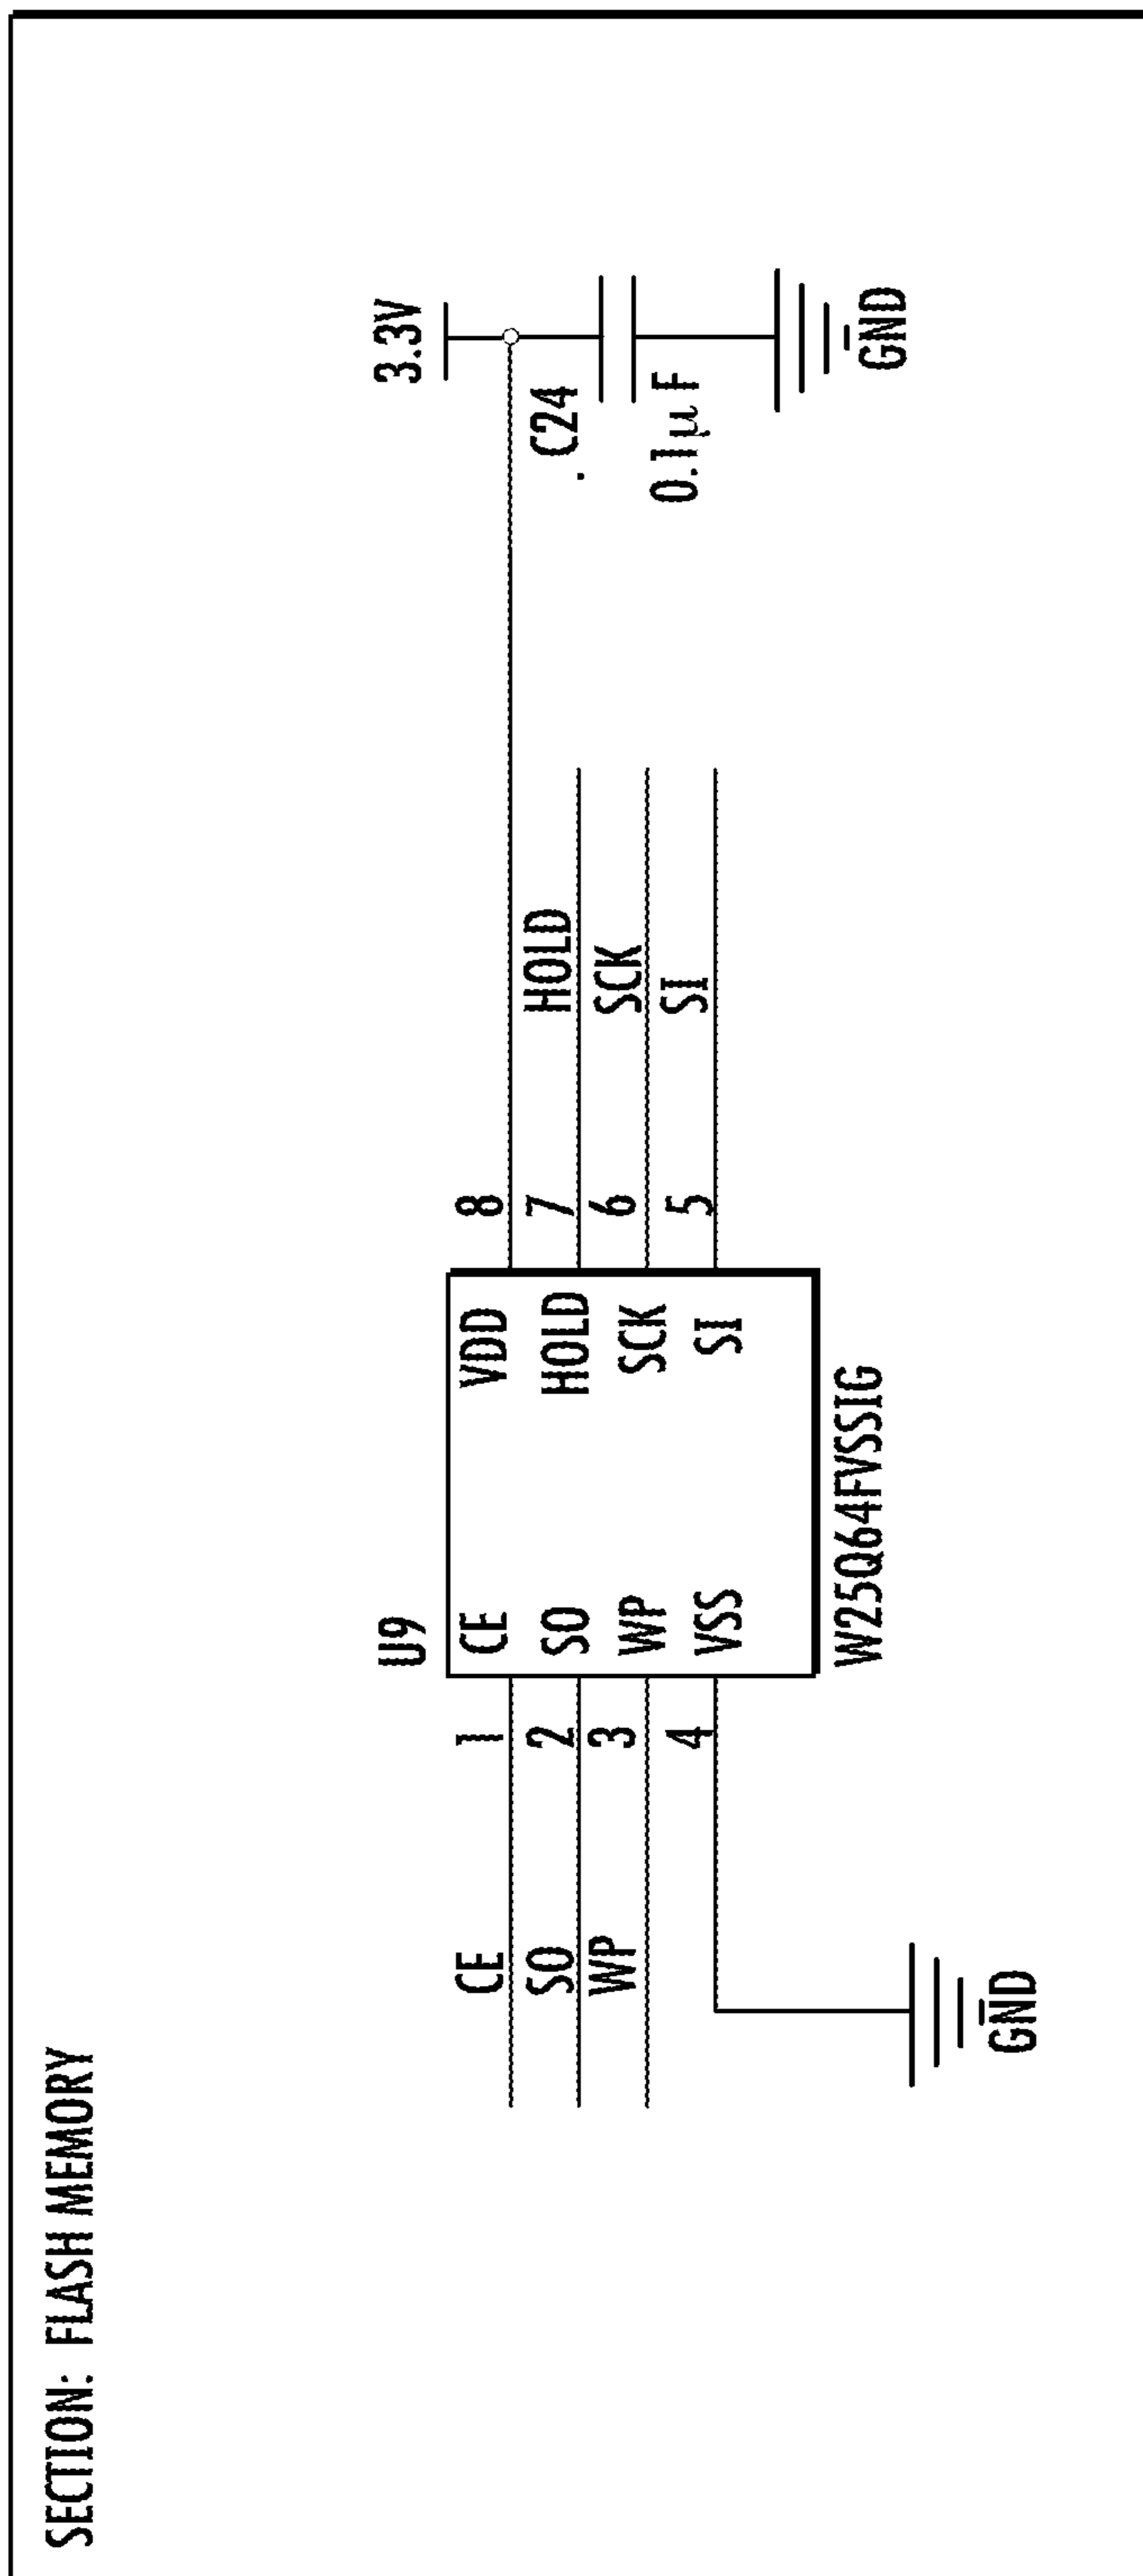 SECTION: FLASH MEMORY
3.3V
U9
CE 1 CE VDD 8
SO 2 SO HOLD 7 HOLD
WP 3 WP SCK 6 SCK
4 VSS SI 5 SI
C24
0.1µF
W25Q64FVSSIG
GND
GND